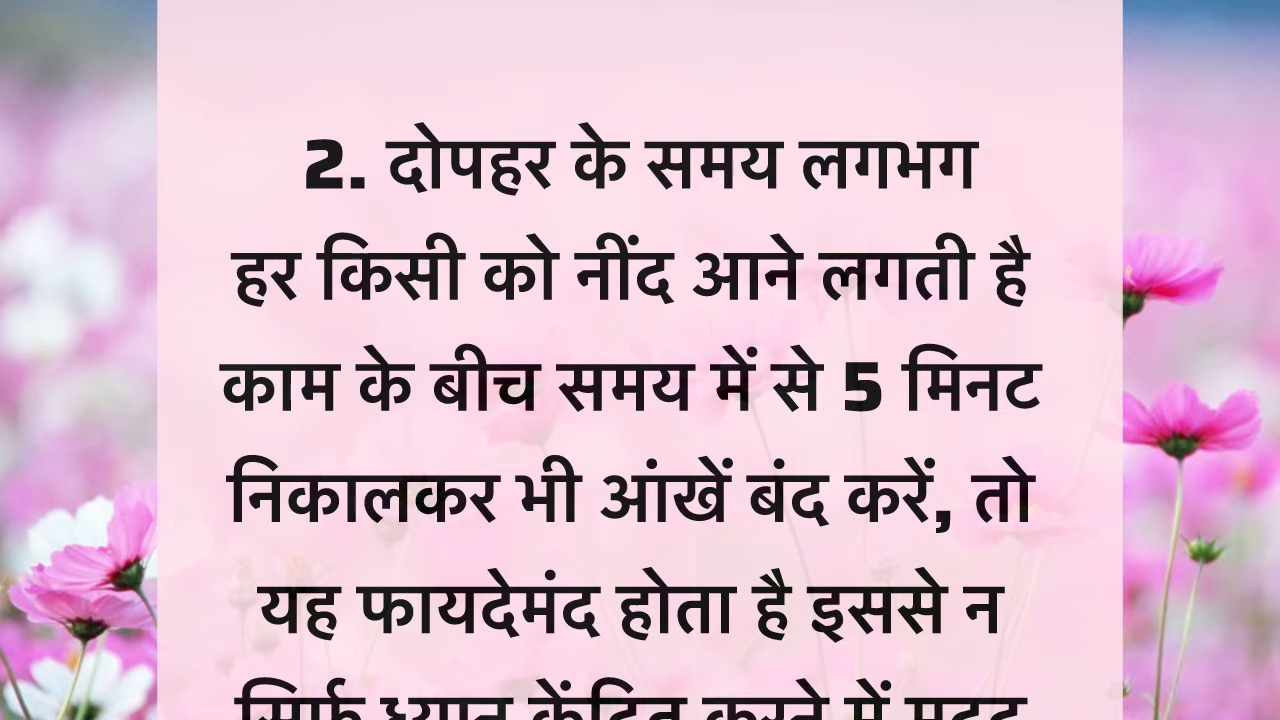 2. दोपहर के समय लगभग
हर किसी को नींद आने लगती है
काम के बीच समय में से 5 मिनट
निकालकर भी आंखें बंद करें, तो
यह फायदेमंद होता है इससे न
सिर्फ ध्यान केंद्रित करने में मदद